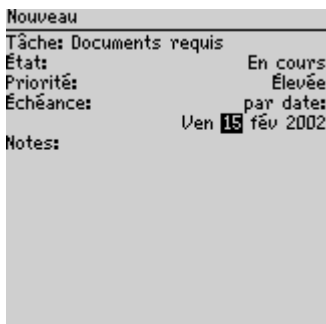 Nouveau
Tâche: Documents requis
État: En cours
Priorité: Élevée
Échéance: par date:
Ven 15 fév 2002
Notes: